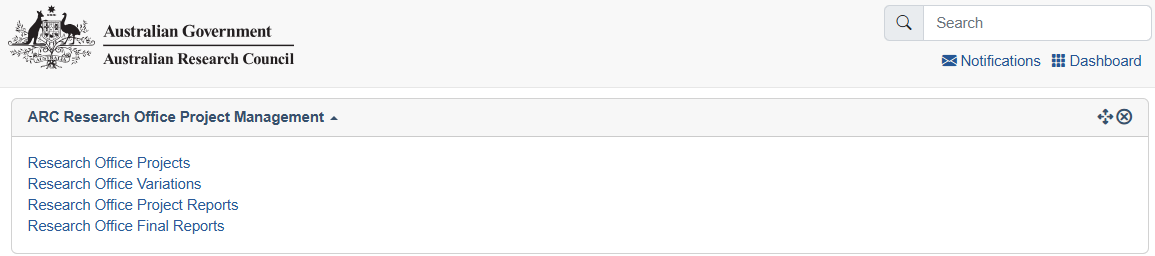 Australian Government
Australian Research Council
Search
Notifications Dashboard
ARC Research Office Project Management
Research Office Projects
Research Office Variations
Research Office Project Reports
Research Office Final Reports